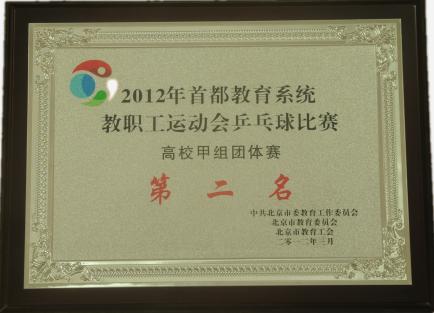 2012年首都教育系统
教职工运动会乒乓球比赛
高校甲组团体赛
第二名
中共北京市委教育工作委员会
北京市教育委员会
北京市教育工会
二零一二年三月